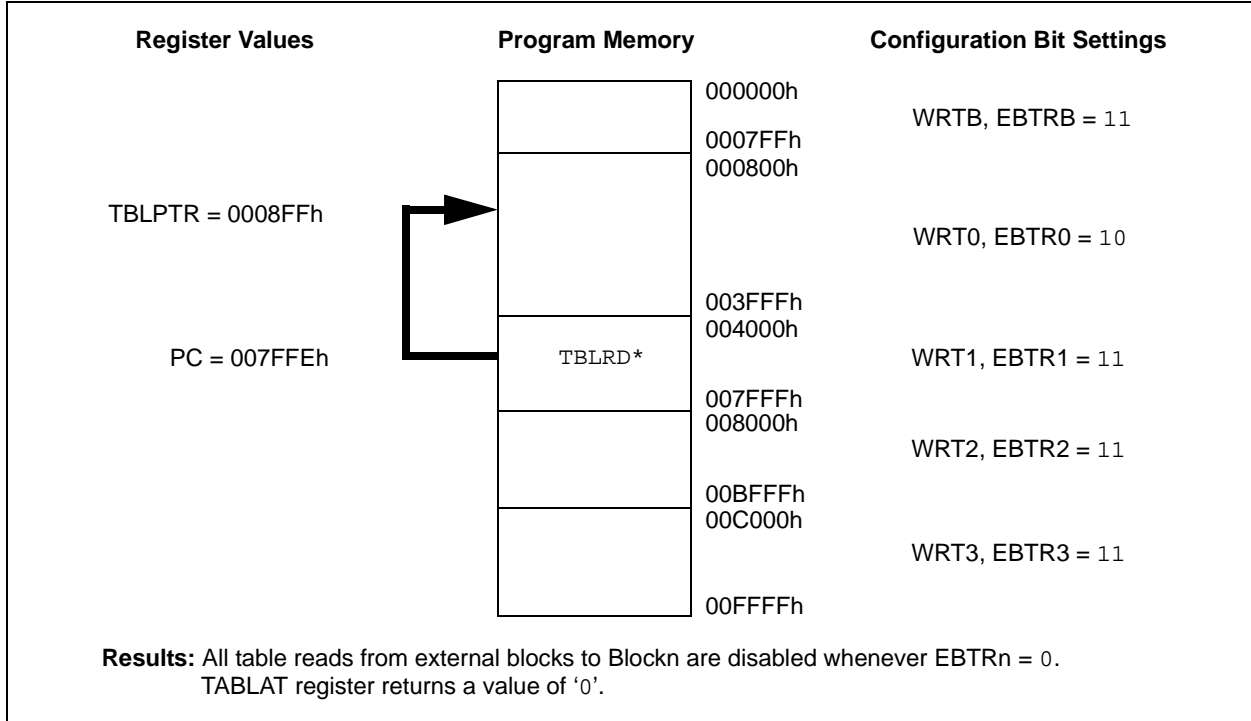 Register Values Program Memory Configuration Bit Settings
000000h
WRTB, EBTRB = 11
0007FFh
000800h
TBLPTR = 0008FFh
WRT0, EBTR0 = 10
003FFFh
004000h
PC = 007FFEh TBLRD* WRT1, EBTR1 = 11
007FFFh
008000h
WRT2, EBTR2 = 11
00BFFFh
00C000h
WRT3, EBTR3 = 11
00FFFFh
Results: All table reads from external blocks to Blockn are disabled whenever EBTRn = 0.
TABLAT register returns a value of ‘0’.